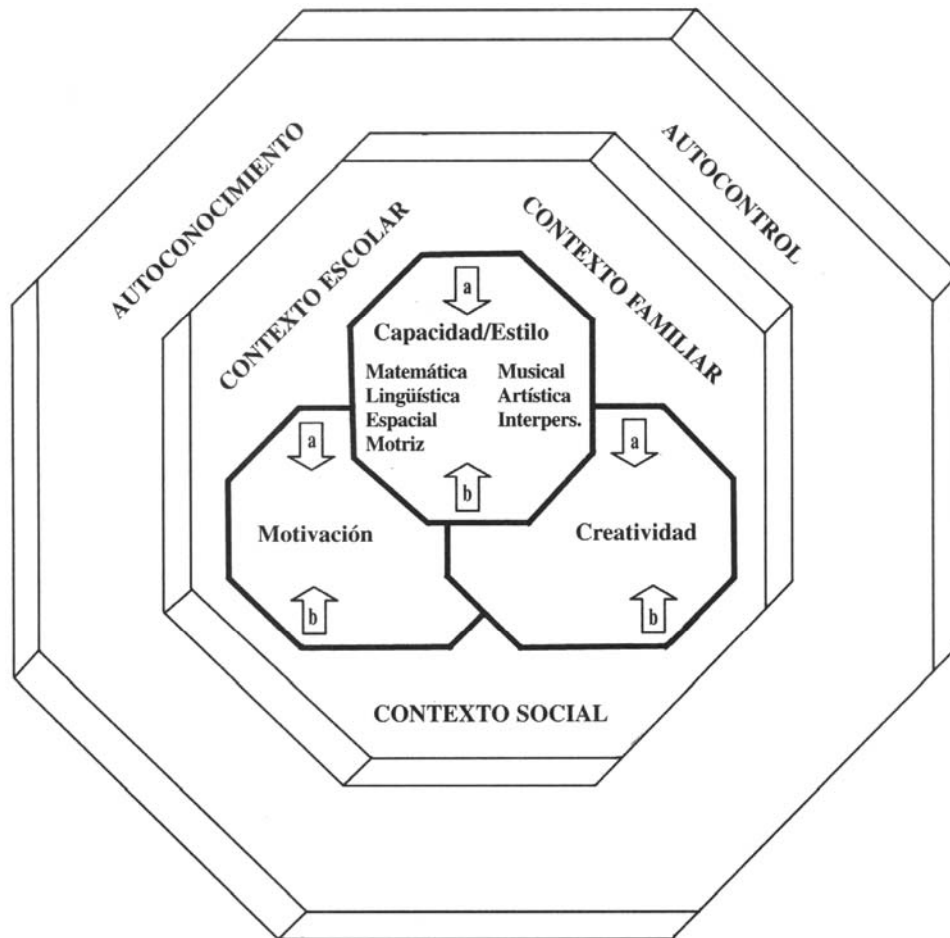 AUTOCONOCIMIENTO
AUTOCONTROL
CONTEXTO ESCOLAR
CONTEXTO FAMILIAR
a
Capacidad/Estilo
Matemática Musical
Lingüística Artística
Espacial Interpers.
Motriz
a
a
b
Motivación
Creatividad
b
b
CONTEXTO SOCIAL